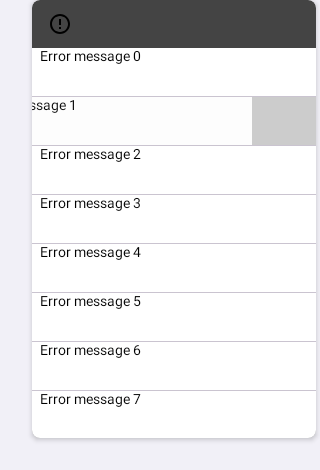 Error message 0
ssage 1
Error message 2
Error message 3
Error message 4
Error message 5
Error message 6
Error message 7